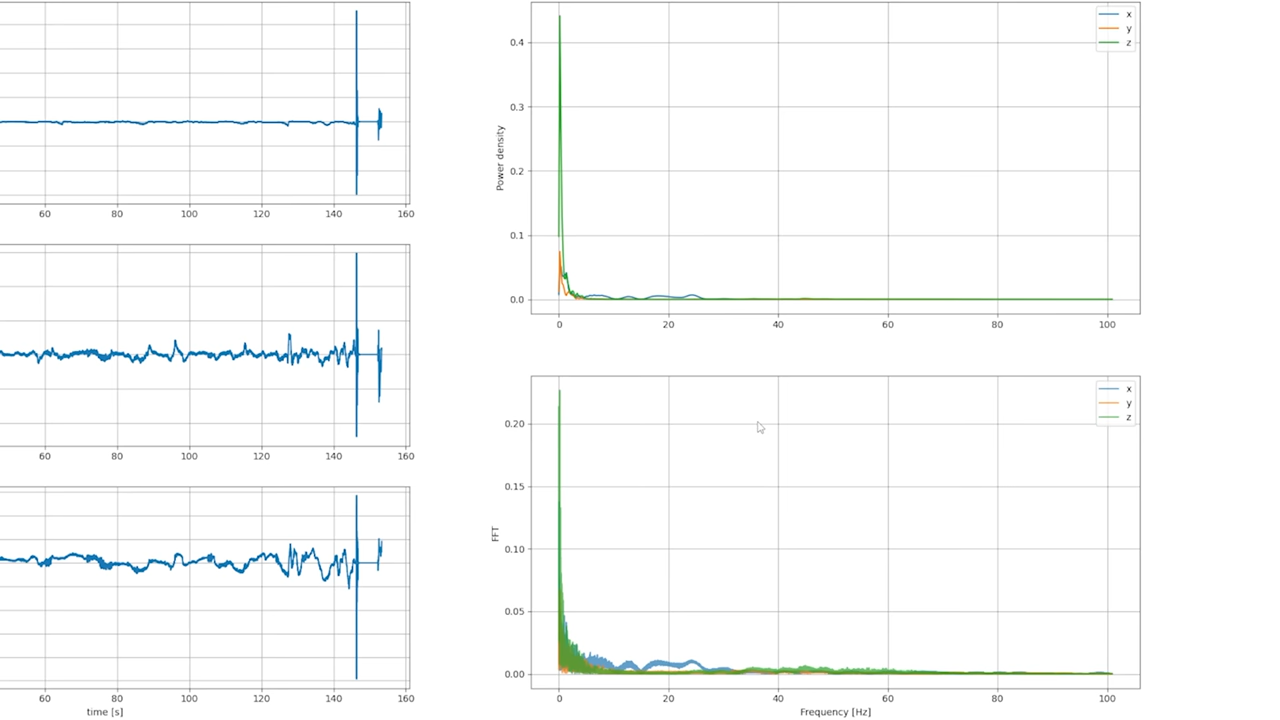 60 80 100 120 140 160
60 80 100 120 140 160
60 80 100 120 140 160
time [s]
x
y
z
0.4
0.3
0.2
0.1
0.0
Power density
0 20 40 60 80 100
x
y
z
0.20
0.15
0.10
0.05
0.00
FFT
0 20 40 60 80 100
Frequency [Hz]